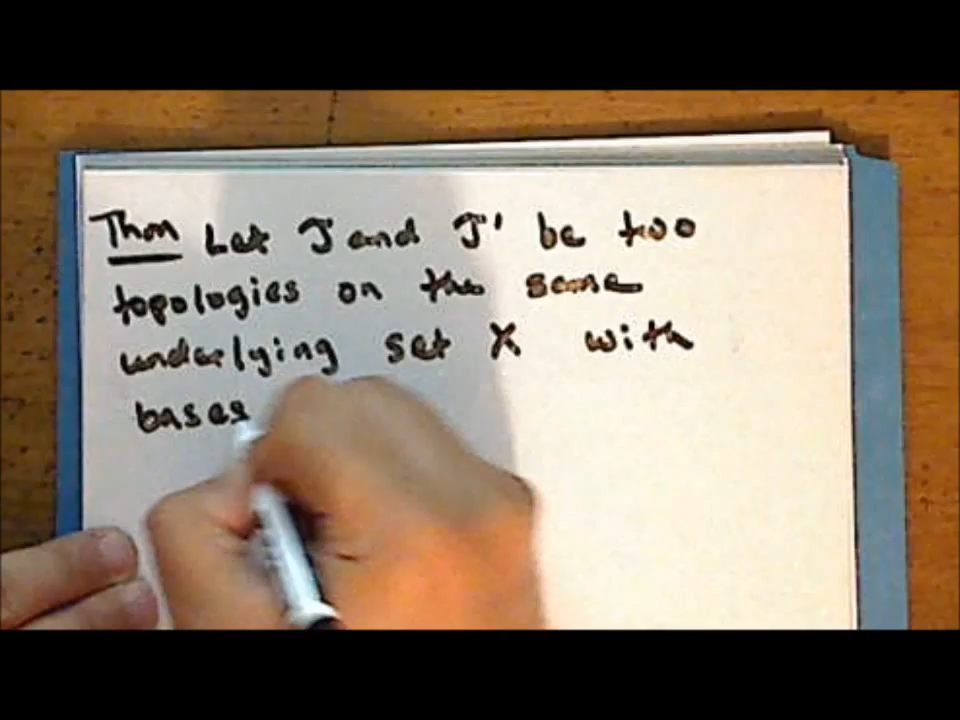 Thm Let J and J' be two
topologies on the same
underlying set X with
bases